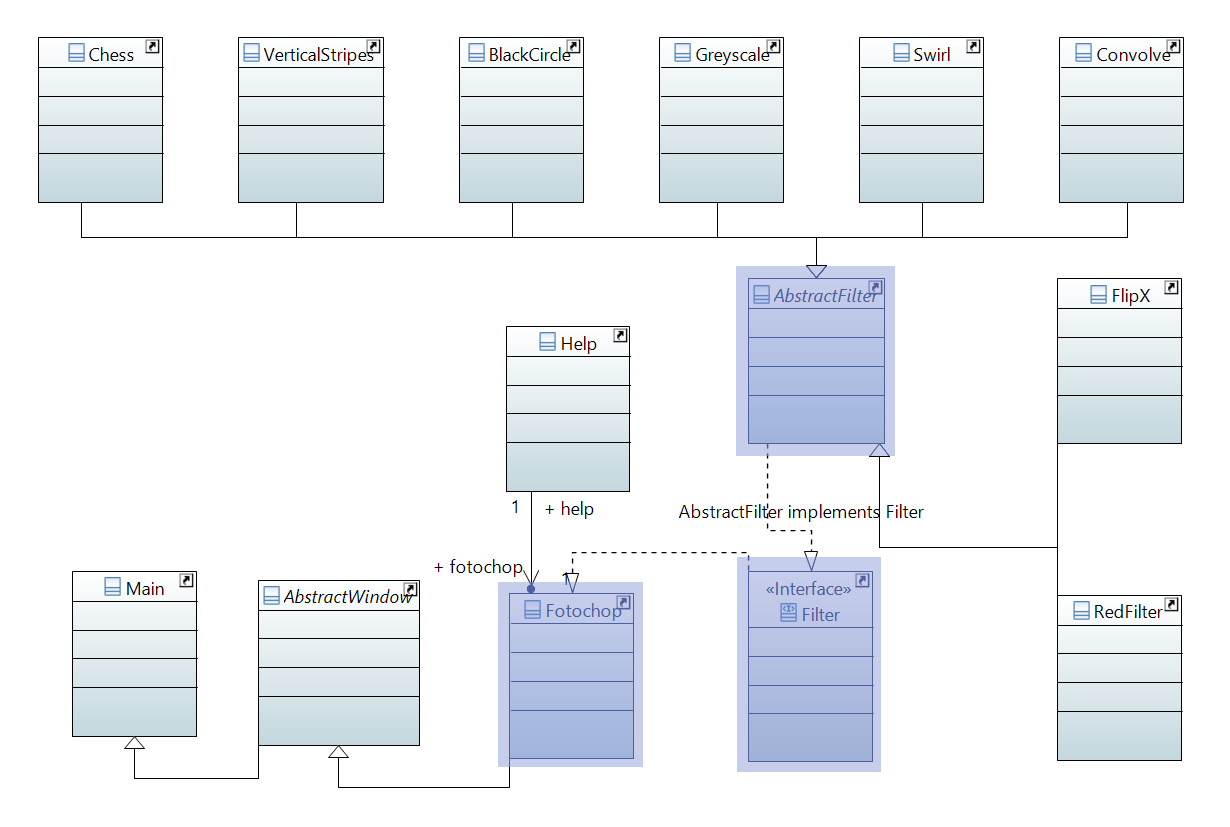 Chess
VerticalStripes
BlackCircle
Greyscale
Swirl
Convolve
AbstractFilter
FlipX
Help
1
+ help
AbstractFilter implements Filter
+ fotochop
1
Main
AbstractWindow
Fotochop
«Interface»
Filter
RedFilter